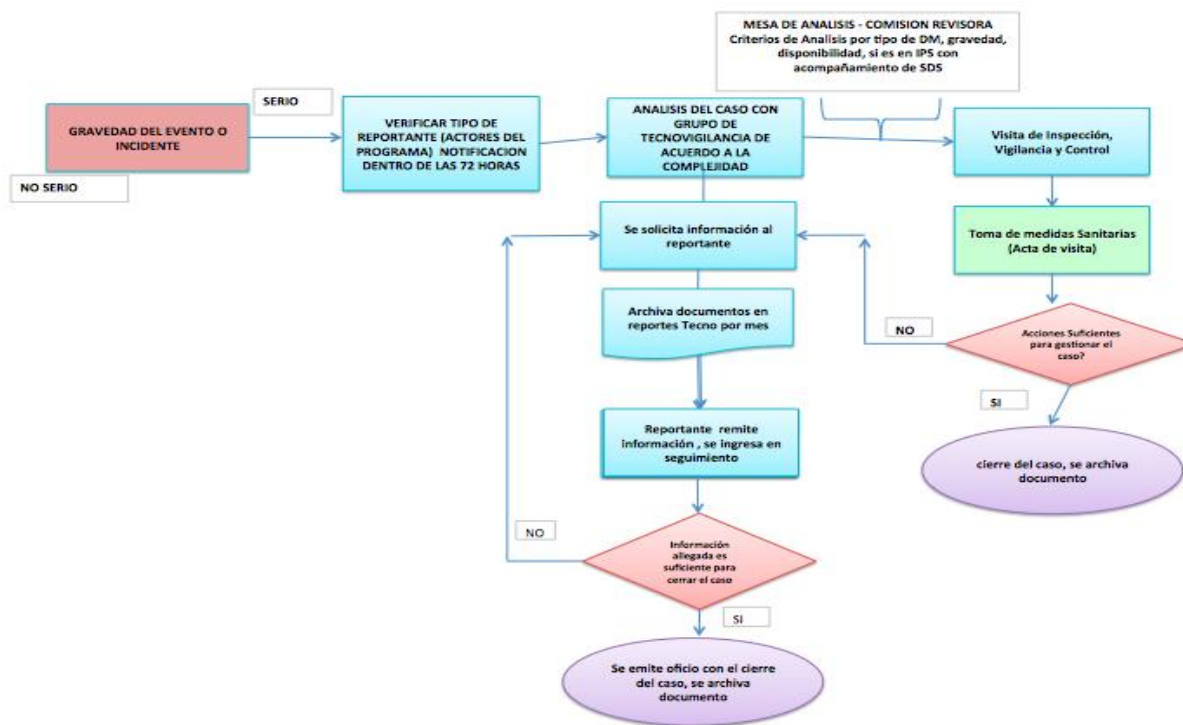 MESA DE ANALISIS - COMISION REVISORA
Criterios de Analisis por tipo de DM, gravedad,
disponibilidad, si es en IPS con
acompañamiento de SDS
SERIO
GRAVEDAD DEL EVENTO O
INCIDENTE
NO SERIO
VERIFICAR TIPO DE
REPORTANTE (ACTORES DEL
PROGRAMA) NOTIFICACION
DENTRO DE LAS 72 HORAS
ANALISIS DEL CASO CON
GRUPO DE
TECNOVIGILANCIA DE
ACUERDO A LA
COMPLEJIDAD
Visita de Inspección,
Vigilancia y Control
Se solicita información al
reportante
Toma de medidas Sanitarias
(Acta de visita)
Archiva documentos en
reportes Tecno por mes
NO
Acciones Suficientes
para gestionar el
caso?
SI
Reportante remite
información , se ingresa en
seguimiento
cierre del caso, se archiva
documento
NO
Información
allegada es
suficiente para
cerrar el caso
SI
Se emite oficio con el cierre
del caso, se archiva
documento